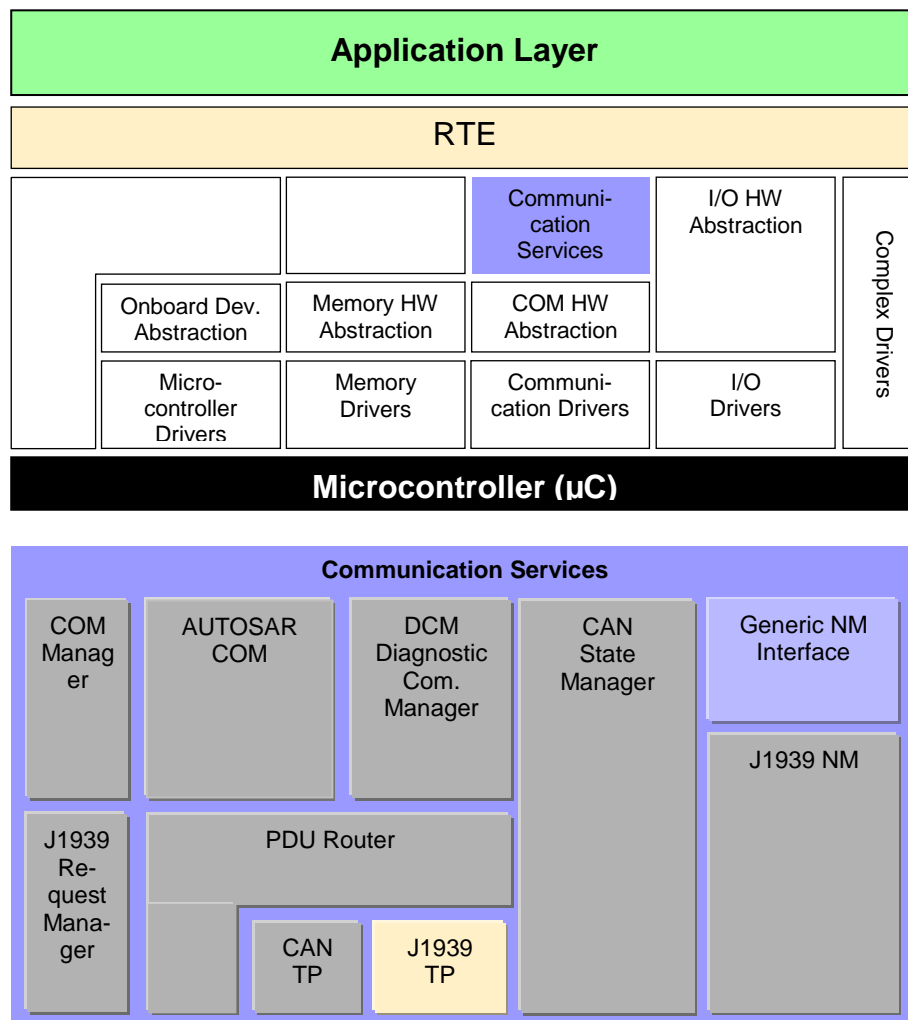 Application Layer
RTE
Communi-
cation
Services
I/O HW
Abstraction
Complex Drivers
Onboard Dev.
Abstraction
Memory HW
Abstraction
COM HW
Abstraction
Micro-
controller
Drivers
Memory
Drivers
Communi-
cation Drivers
I/O
Drivers
Microcontroller (µC)
Communication Services
COM
Manag
er
AUTOSAR
COM
DCM
Diagnostic
Com.
Manager
CAN
State
Manager
Generic NM
Interface
J1939 NM
J1939
Re-
quest
Mana-
ger
PDU Router
CAN
TP
J1939
TP